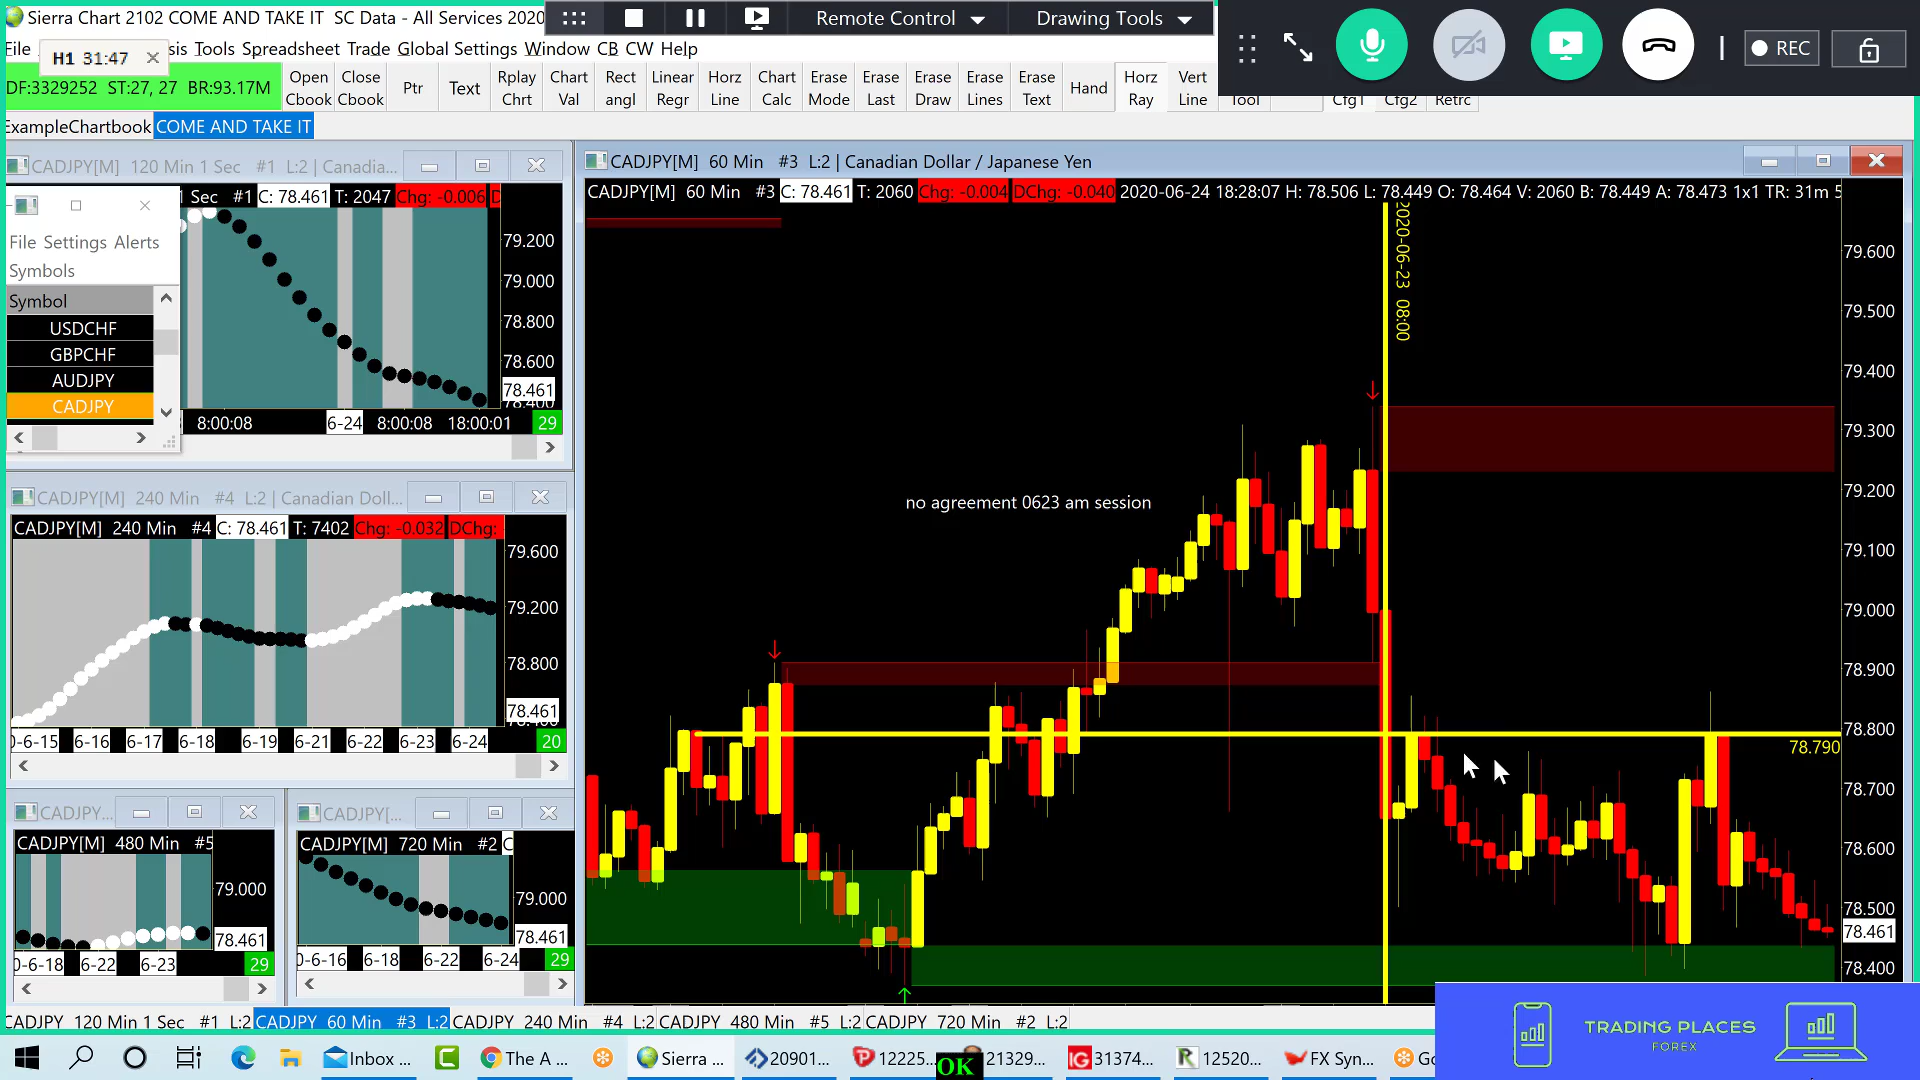 Sierra Chart 2102 COME AND TAKE IT SC Data - All Services 2020
Remote Control
Drawing Tools
REC
File
sis Tools Spreadsheet Trade Global Settings Window CB CW Help
H1 31:47
DF:3329252 ST:27, 27 BR:93.17M
Open Cbook
Close Cbook
Ptr
Text
Rplay Chrt
Chart Val
Rect angl
Linear Regr
Horz Line
Chart Calc
Erase Mode
Erase Last
Erase Draw
Erase Lines
Erase Text
Hand
Horz Ray
Vert Line
Tool
Cfg1
Cfg2
Retrc
ExampleChartbook
COME AND TAKE IT
CADJPY[M] 120 Min 1 Sec #1 L:2 | Canadia...
1 Sec #1 C: 78.461 T: 2047 Chg: -0.006 D
File Settings Alerts
Symbols
Symbol
USDCHF
GBPCHF
AUDJPY
CADJPY
79.200
79.000
78.800
78.600
78.461
78.400
8:00:08
6-24
8:00:08
18:00:01
29
CADJPY[M] 240 Min #4 L:2 | Canadian Doll...
CADJPY[M] 240 Min #4 C: 78.461 T: 7402 Chg: -0.032 DChg:
79.600
79.200
78.800
78.461
78.400
0-6-15
6-16
6-17
6-18
6-19
6-21
6-22
6-23
6-24
20
CADJPY...
CADJPY[M] 480 Min #5
79.000
78.461
0-6-18
6-22
6-23
29
CADJPY[...
CADJPY[M] 720 Min #2 C
79.000
78.461
0-6-16
6-18
6-22
6-24
29
CADJPY[M] 60 Min #3 L:2 | Canadian Dollar / Japanese Yen
CADJPY[M] 60 Min #3 C: 78.461 T: 2060 Chg: -0.004 DChg: -0.040 2020-06-24 18:28:07 H: 78.506 L: 78.449 O: 78.464 V: 2060 B: 78.449 A: 78.473 1x1 TR: 31m 5
2020-06-23 08:00
no agreement 0623 am session
79.600
79.500
79.400
79.300
79.200
79.100
79.000
78.900
78.800
78.790
78.700
78.600
78.500
78.461
78.400
CADJPY 120 Min 1 Sec #1 L:2
CADJPY 60 Min #3 L:2
CADJPY 240 Min #4 L:2
CADJPY 480 Min #5 L:2
CADJPY 720 Min #2 L:2
TRADING PLACES
FOREX
Inbox ...
The A ...
Sierra ...
20901...
12225...
OK
21329...
31374...
12520...
FX Syn...
Go